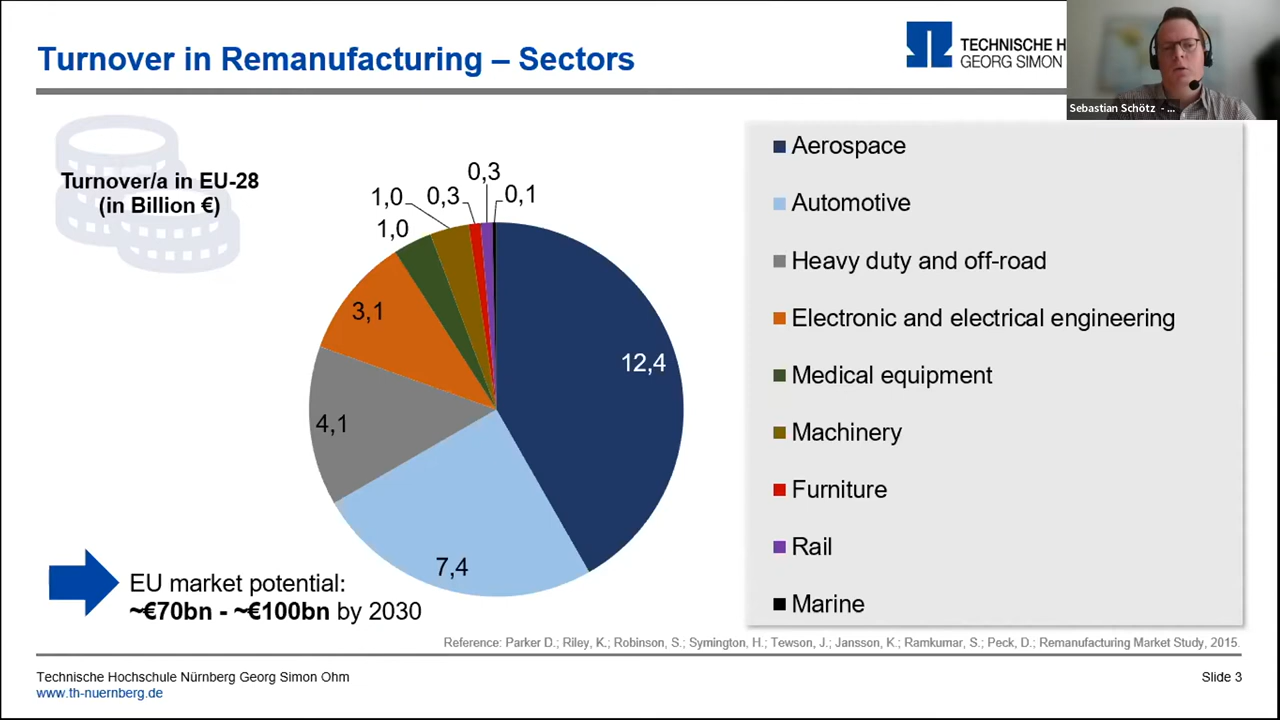 Turnover in Remanufacturing – Sectors
TECHNISCHE H
GEORG SIMON
Sebastian Schötz - ...
Turnover/a in EU-28
(in Billion €)
0,3
1,0
0,3
0,1
1,0
3,1
12,4
4,1
7,4
Aerospace
Automotive
Heavy duty and off-road
Electronic and electrical engineering
Medical equipment
Machinery
Furniture
Rail
Marine
EU market potential:
~€70bn - ~€100bn by 2030
Reference: Parker D.; Riley, K.; Robinson, S.; Symington, H.; Tewson, J.; Jansson, K.; Ramkumar, S.; Peck, D.; Remanufacturing Market Study, 2015.
Technische Hochschule Nürnberg Georg Simon Ohm
www.th-nuernberg.de
Slide 3